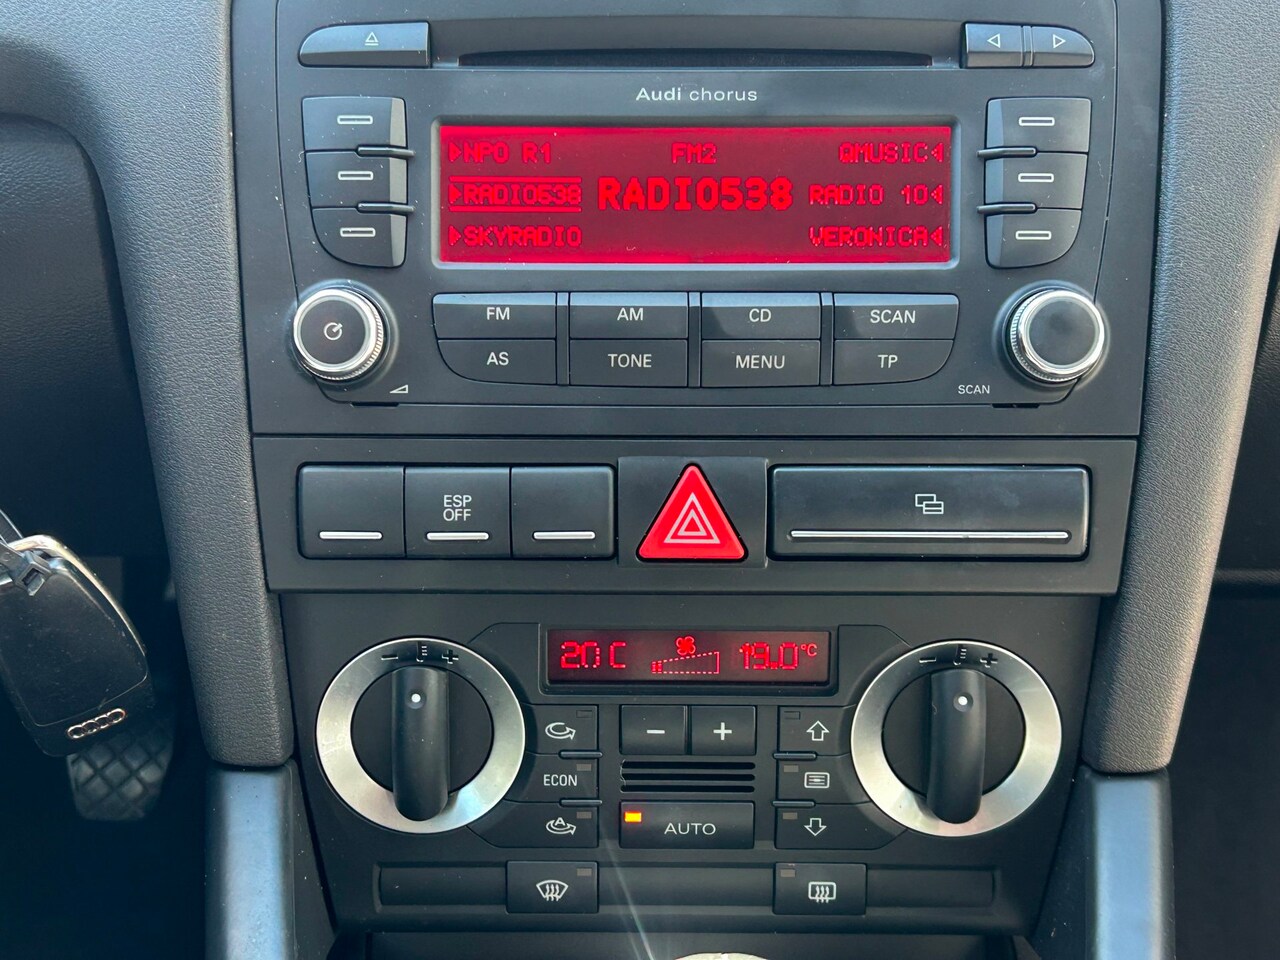 Audi chorus
NPO R1 FM2 QMUSIC
RADIO538 RADIO538 RADIO 10
SKYRADIO VERONICA
FM AM CD SCAN
AS TONE MENU TP
SCAN
ESP
OFF
20 C 19.0 °C
- + - +
- +
ECON
A
AUTO